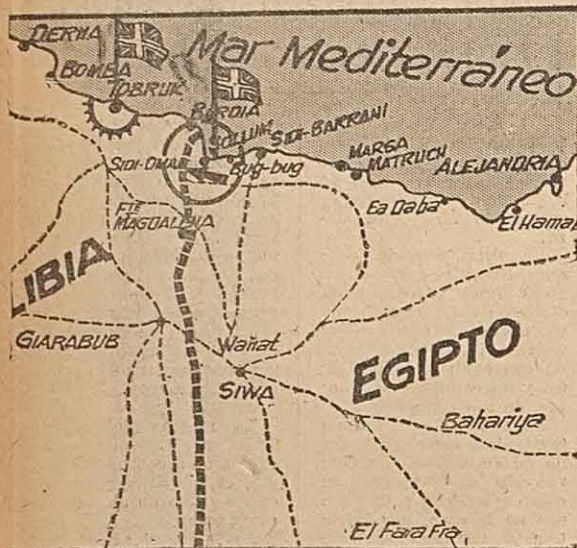 DERNA
Mar Mediterráneo
BOMBA
TOBRUK
BARDIA
SOLLUM
SIDI-BARRANI
SIDI-OMAR
Bug-bug
MARSA
MATRUCH
ALEJANDRIA
Fte
MAGDALENA
Ea Daba
El Hamal
LIBIA
GIARABUB
Wañat
SIWA
EGIPTO
Bahariya
El Fara Fra